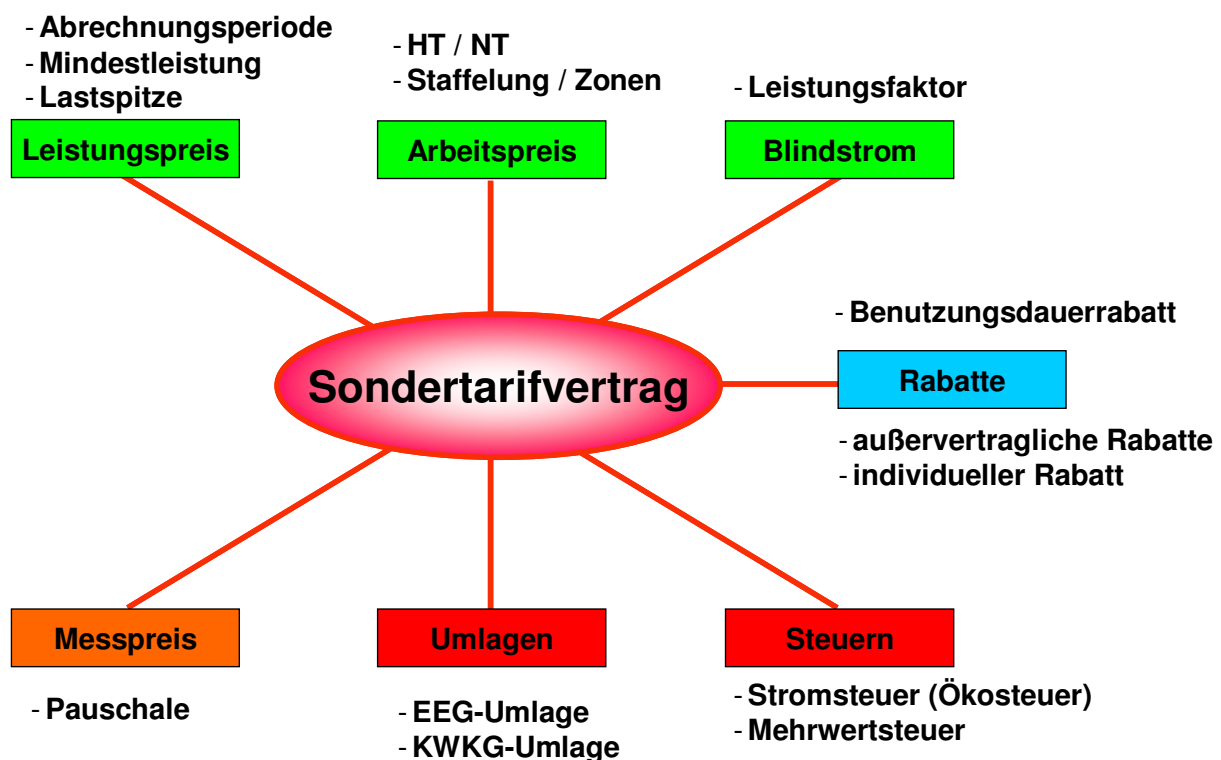 - Abrechnungsperiode
- Mindestleistung
- Lastspitze
Leistungspreis
- HT / NT
- Staffelung / Zonen
Arbeitspreis
- Leistungsfaktor
Blindstrom
- Benutzungsdauerrabatt
Rabatte
- außervertragliche Rabatte
- individueller Rabatt
Sondertarifvertrag
Messpreis
- Pauschale
Umlagen
- EEG-Umlage
- KWKG-Umlage
Steuern
- Stromsteuer (Ökosteuer)
- Mehrwertsteuer